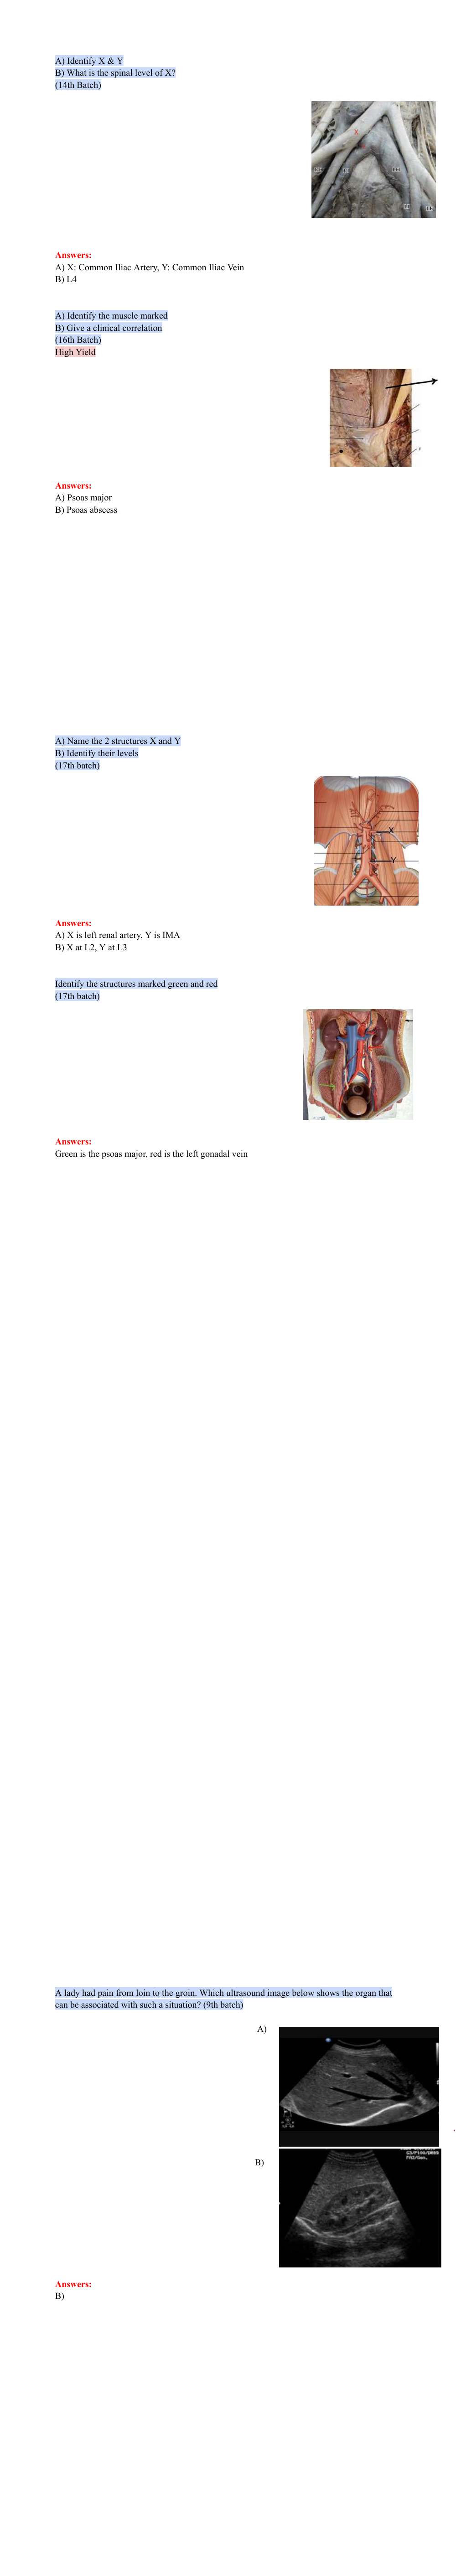 A) Identify X & Y
B) What is the spinal level of X?
(14th Batch)
X
Answers:
A) X: Common Iliac Artery, Y: Common Iliac Vein
B) L4
A) Identify the muscle marked
B) Give a clinical correlation
(16th Batch)
High Yield
Answers:
A) Psoas major
B) Psoas abscess
A) Name the 2 structures X and Y
B) Identify their levels
(17th batch)
X
Y
Answers:
A) X is left renal artery, Y is IMA
B) X at L2, Y at L3
Identify the structures marked green and red
(17th batch)
Answers:
Green is the psoas major, red is the left gonadal vein
A lady had pain from loin to the groin. Which ultrasound image below shows the organ that
can be associated with such a situation? (9th batch)
A)
B)
Answers:
B)